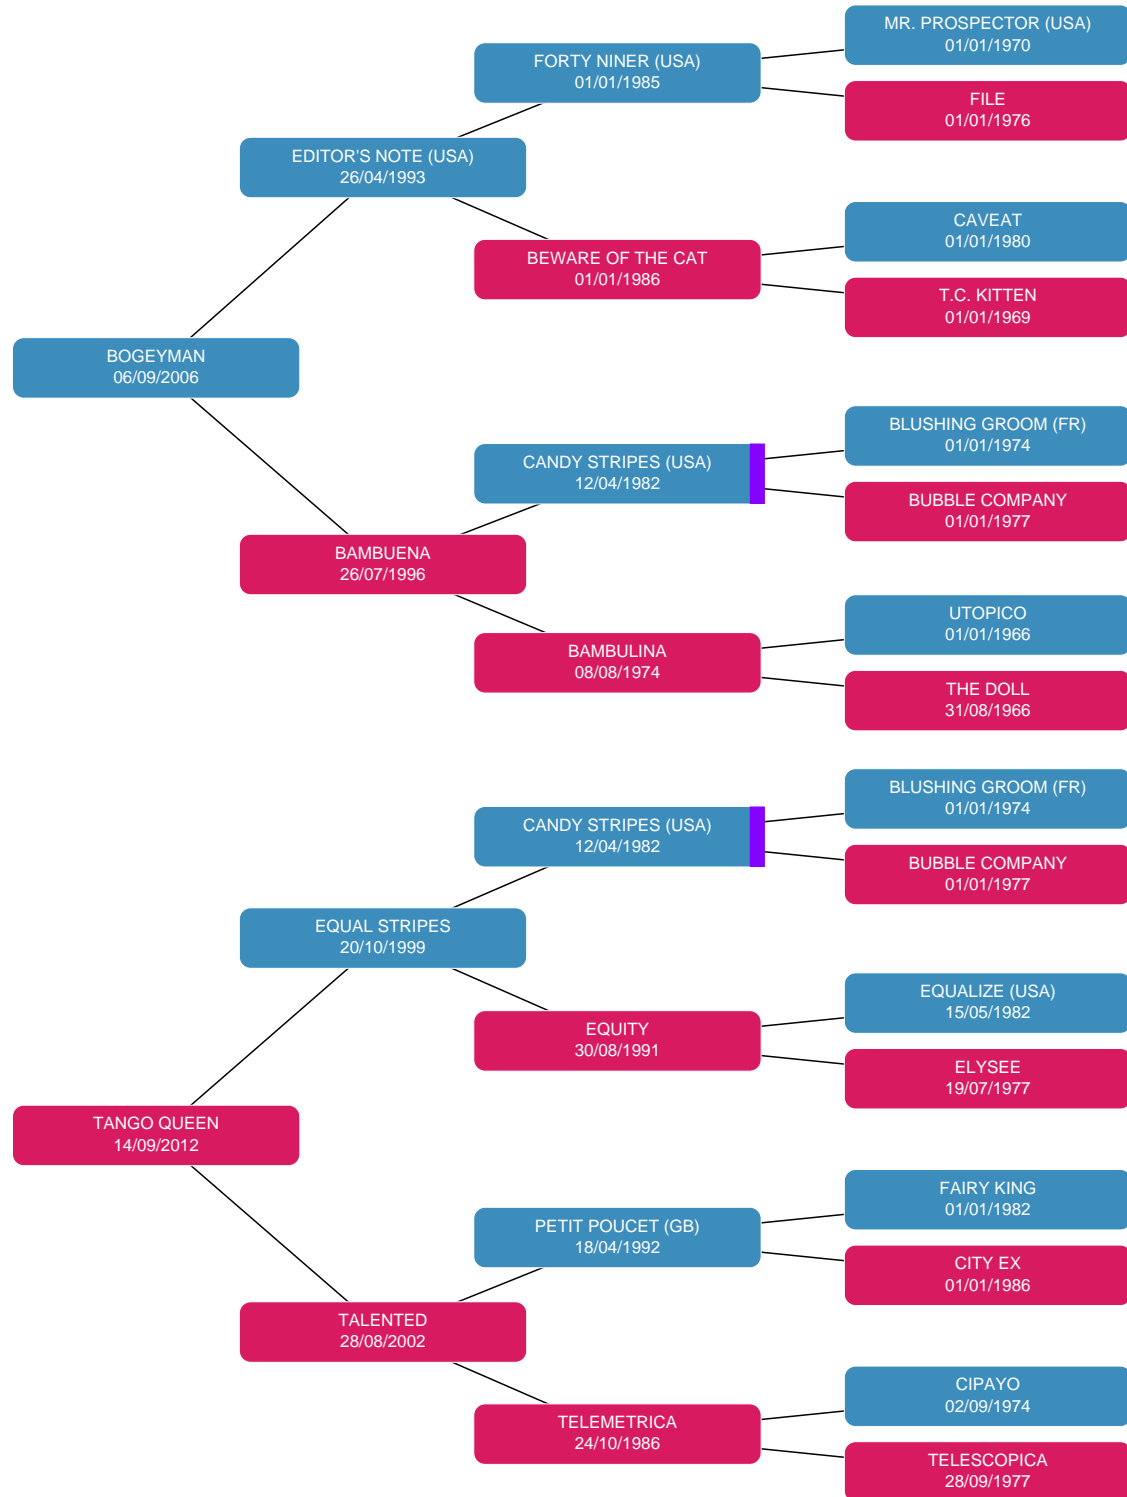 MR. PROSPECTOR (USA)
01/01/1970
FORTY NINER (USA)
01/01/1985
FILE
01/01/1976
EDITOR'S NOTE (USA)
26/04/1993
CAVEAT
01/01/1980
BEWARE OF THE CAT
01/01/1986
T.C. KITTEN
01/01/1969
BOGEYMAN
06/09/2006
BLUSHING GROOM (FR)
01/01/1974
CANDY STRIPES (USA)
12/04/1982
BUBBLE COMPANY
01/01/1977
BAMBUENA
26/07/1996
UTOPICO
01/01/1966
BAMBULINA
08/08/1974
THE DOLL
31/08/1966
BLUSHING GROOM (FR)
01/01/1974
CANDY STRIPES (USA)
12/04/1982
BUBBLE COMPANY
01/01/1977
EQUAL STRIPES
20/10/1999
EQUALIZE (USA)
15/05/1982
EQUITY
30/08/1991
ELYSEE
19/07/1977
TANGO QUEEN
14/09/2012
FAIRY KING
01/01/1982
PETIT POUCET (GB)
18/04/1992
CITY EX
01/01/1986
TALENTED
28/08/2002
CIPAYO
02/09/1974
TELEMETRICA
24/10/1986
TELESCOPICA
28/09/1977